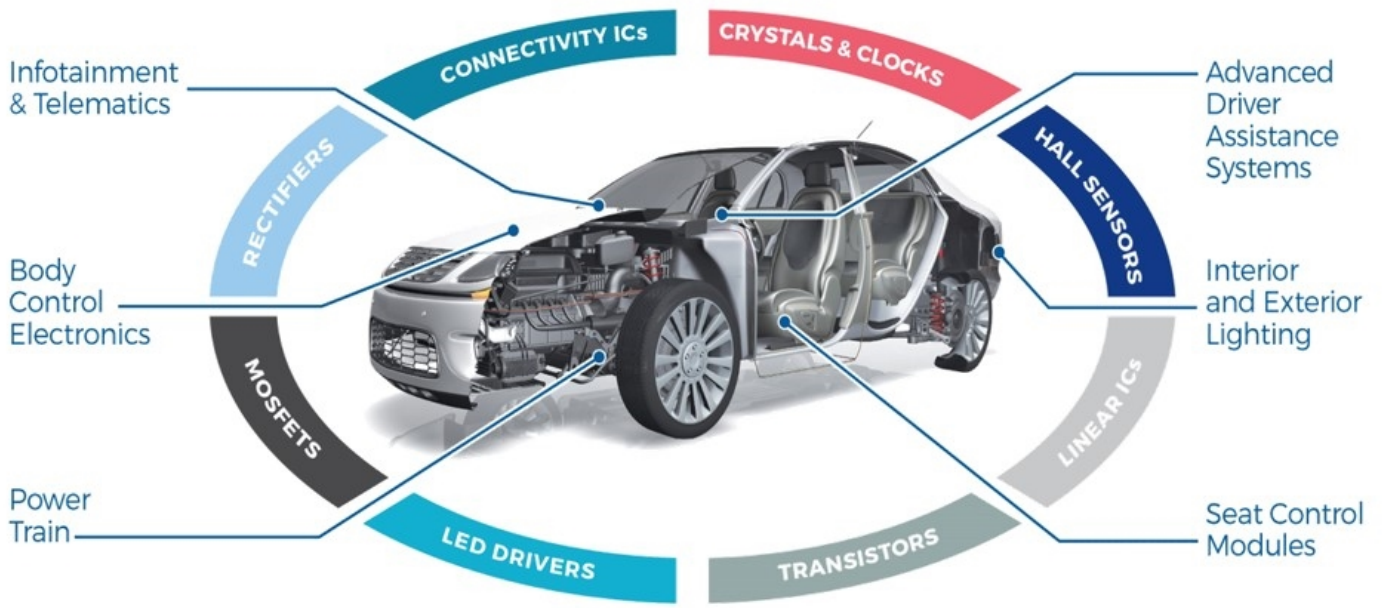 CONNECTIVITY ICs
CRYSTALS & CLOCKS
Infotainment
& Telematics
Advanced
Driver
Assistance
Systems
RECTIFIERS
HALL SENSORS
Body
Control
Electronics
Interior
and Exterior
Lighting
MOSFETS
LINEAR ICs
Power
Train
Seat Control
Modules
LED DRIVERS
TRANSISTORS